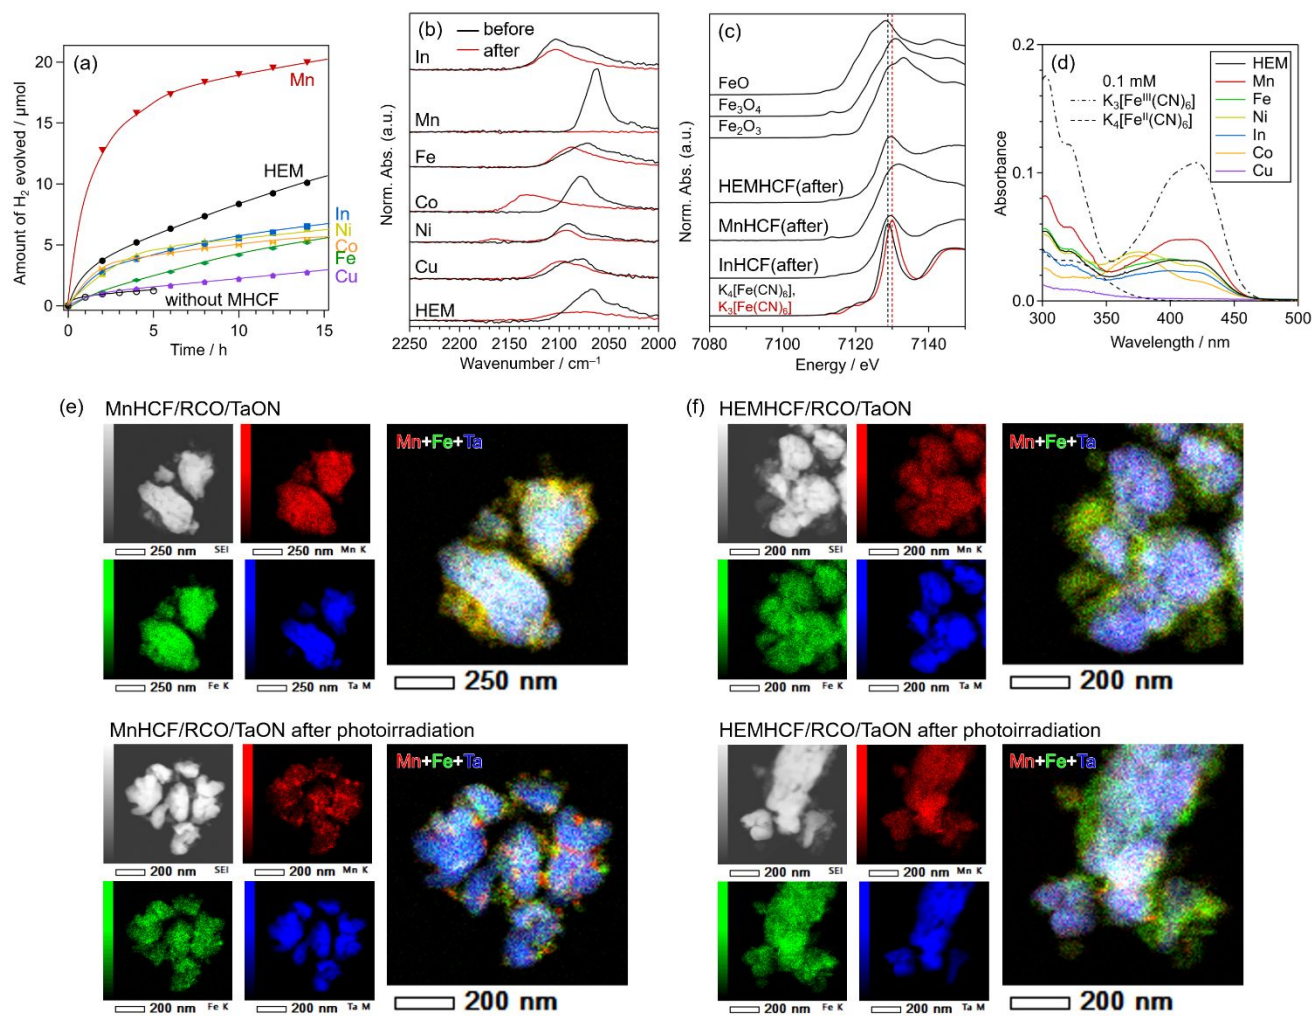 (a)
Amount of H2 evolved / μmol
20
15
10
5
0
Mn
HEM
In
Ni
Co
Fe
Cu
without MHCF
0
5
10
15
Time / h
(b)
before
after
Norm. Abs. (a.u.)
In
Mn
Fe
Co
Ni
Cu
HEM
2250
2200
2150
2100
2050
2000
Wavenumber / cm⁻¹
(c)
Norm. Abs. (a.u.)
FeO
Fe₃O₄
Fe₂O₃
HEMHCF(after)
MnHCF(after)
InHCF(after)
K₄[Fe(CN)₆],
K₃[Fe(CN)₆]
7080
7100
7120
7140
Energy / eV
(d)
Absorbance
0.2
0.1
0.0
0.1 mM
K₃[Feᴵᴵᴵ(CN)₆]
K₄[Feᴵᴵ(CN)₆]
HEM
Mn
Fe
Ni
In
Co
Cu
300
350
400
450
500
Wavelength / nm
(e) MnHCF/RCO/TaON
250 nm SEI
250 nm Mn K
250 nm Fe K
250 nm Ta M
Mn+Fe+Ta
250 nm
MnHCF/RCO/TaON after photoirradiation
200 nm SEI
200 nm Mn K
200 nm Fe K
200 nm Ta M
Mn+Fe+Ta
200 nm
(f) HEMHCF/RCO/TaON
200 nm SEI
200 nm Mn K
200 nm Fe K
200 nm Ta M
Mn+Fe+Ta
200 nm
HEMHCF/RCO/TaON after photoirradiation
200 nm SEI
200 nm Mn K
200 nm Fe K
200 nm Ta M
Mn+Fe+Ta
200 nm